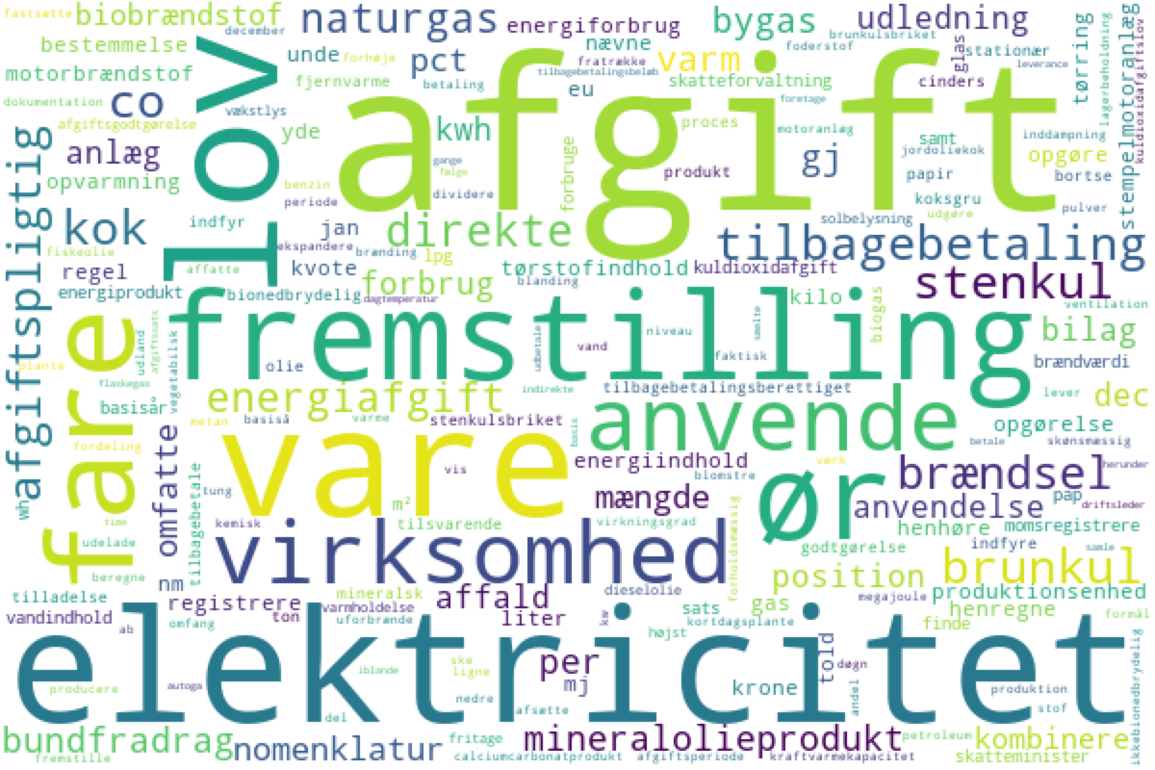 fastsætte
biobrændstof
december
naturgas
energiforbrug
bygas
udledning
brunkulsbriket
bestemmelse
unde
forhøje
pct
nævne
fratrække
varm
foderstof
glas
stationær
leverance
tørring
lagerbeholdning
stempelmotoranlæg
kuldioxidafgiftslov
motorbrændstof
fjernvarme
betaling
tilbagebetalingsbeløb
eu
skatteforvaltning
cinders
dokumentation
co
vækstlys
lov
afgift
foretage
afgiftsgodtgørelse
yde
kwh
proces
motoranlæg
samt
inddampning
anlæg
gange
følge
forbruge
produkt
gj
jordoliekok
opgøre
opvarmning
benzin
periode
dividere
papir
bortse
koksgru
udgøre
pulver
afgiftspligtig
kok
indfyr
jan
direkte
solbelysning
tilbagebetaling
fiskeolie
ekspandere
brænding
lpg
regel
affatte
kvote
tørstofindhold
kuldioxidafgift
stenkul
energiprodukt
bionedbrydelig
dagtemperatur
forbrug
blanding
kilo
biogas
ventilation
fare
fremstilling
bilag
udland
afgiftssats
vegetabilsk
udbetale
niveau
vand
smelte
faktisk
brændværdi
plante
olie
flaskegas
indirekte
tilbagebetalingsberettiget
lever
dec
basisår
energiafgift
anvende
metan
basiså
varme
stenkulsbriket
basis
opgørelse
skønsmæssig
fordeling
omfatte
vare
vis
energiindhold
værk
betale
brændsel
herunder
tung
blomstre
ør
wh
m²
mængde
anvendelse
pap
driftsleder
time
tilbagebetale
kemisk
tilsvarende
virkningsgrad
forholdsmæssig
henhøre
momsregistrere
udelade
virksomhed
godtgørelse
indfyre
samle
beregne
nm
position
brunkul
tilladelse
mineralsk
dieselolie
megajoule
produktionsenhed
registrere
varmholdelse
affald
kw
sats
gas
henregne
formål
vandindhold
ab
omfang
ton
uforbrænde
liter
kortdagsplante
finde
elektricitet
højst
told
ikkebionedbrydelig
ske
ligne
iblande
per
døgn
producere
autoga
mj
krone
andel
produktion
nedre
afsætte
del
stof
bundfradrag
nomenklatur
fritage
mineralolieprodukt
petroleum
kombinere
fremstille
calciumcarbonatprodukt
afgiftsperiode
kraftvarmekapacitet
skatteminister